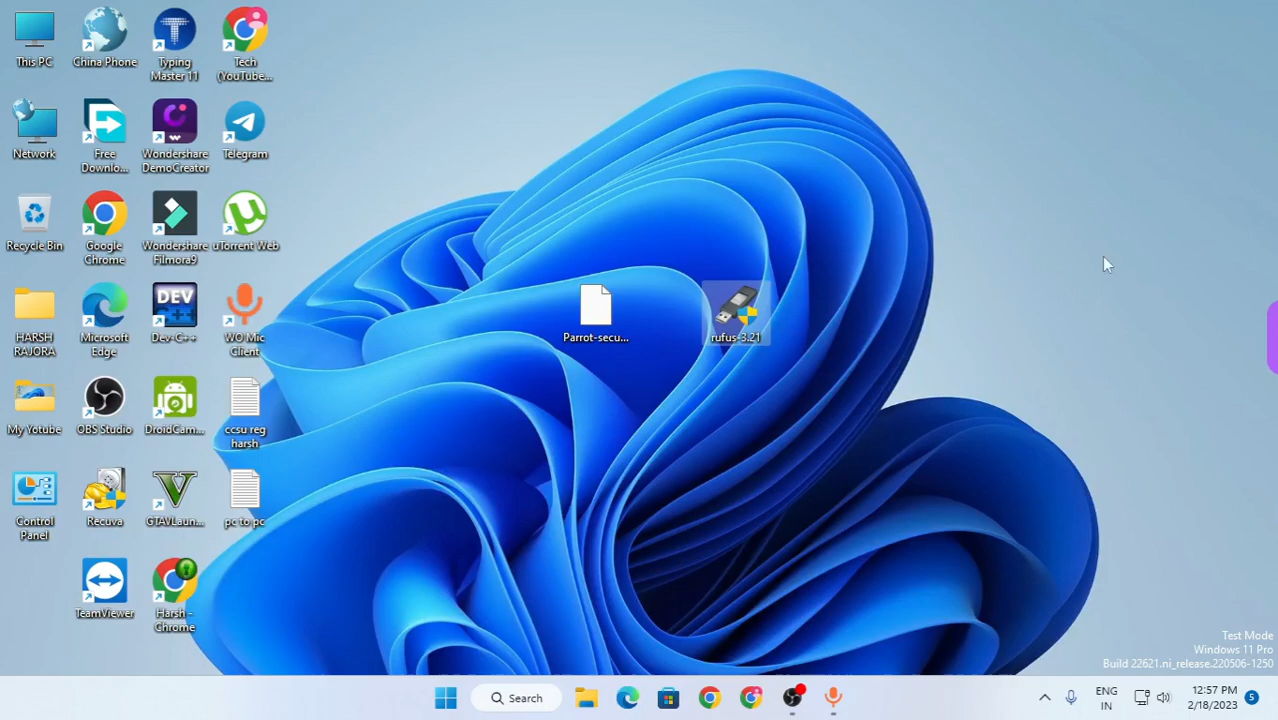 This PC
China Phone
Typing
Master 11
Tech
(YouTube...
Network
Free
Downlo...
Wondershare
DemoCreator
Telegram
Recycle Bin
Google
Chrome
Wondershare
Filmora9
uTorrent Web
HARSH
RAJORA
Microsoft
Edge
DEV
C++
Dev-C++
WO Mic
Client
Parrot-secu...
rufus-3.21
My Yotube
OBS Studio
DroidCam...
ccsu reg
harsh
Control
Panel
Recuva
GTAVLaun...
pc to pc
TeamViewer
Harsh -
Chrome
Test Mode
Windows 11 Pro
Build 22621.ni_release.220506-1250
Search
ENG
IN
12:57 PM
2/18/2023
5